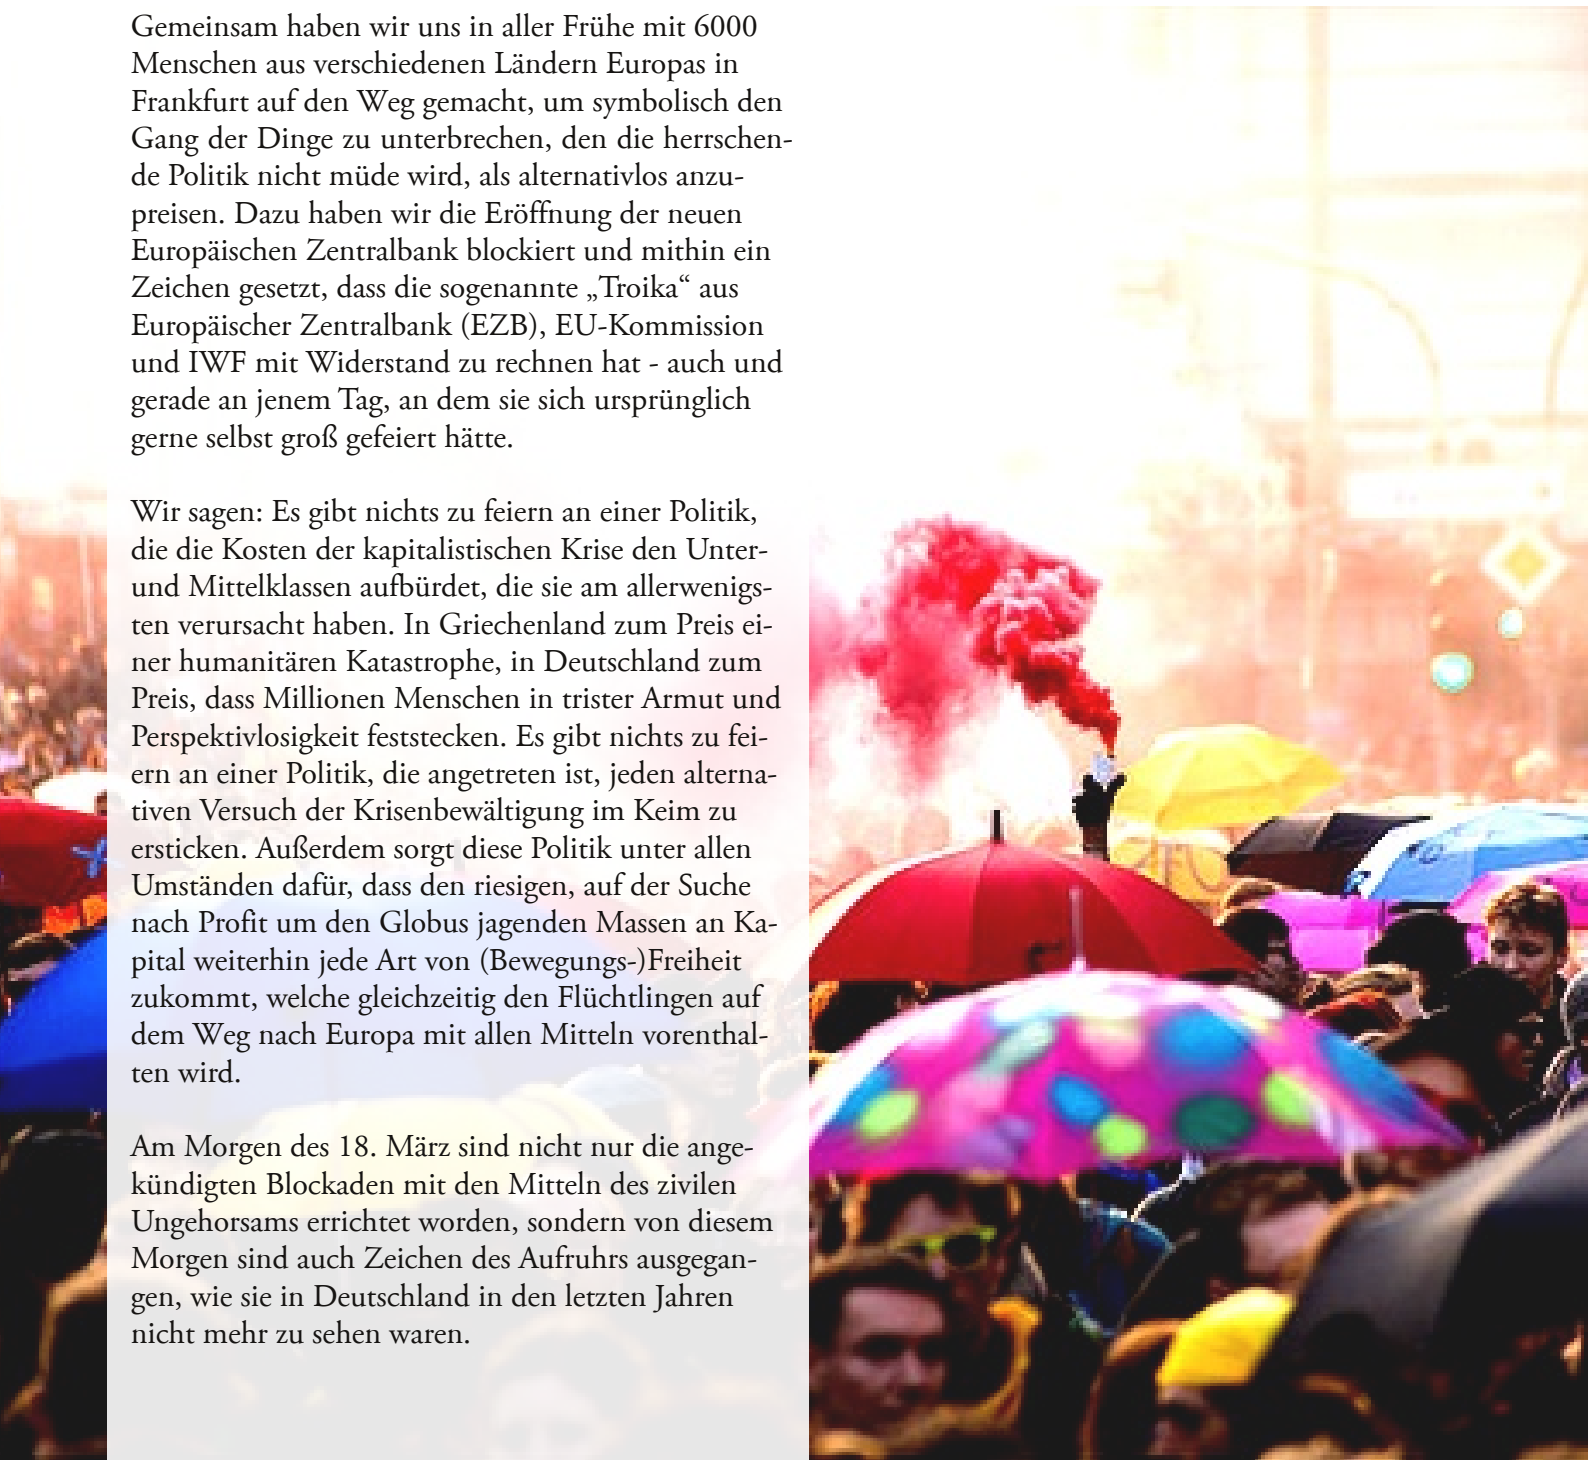 Gemeinsam haben wir uns in aller Frühe mit 6000
Menschen aus verschiedenen Ländern Europas in
Frankfurt auf den Weg gemacht, um symbolisch den
Gang der Dinge zu unterbrechen, den die herrschen-
de Politik nicht müde wird, als alternativlos anzu-
preisen. Dazu haben wir die Eröffnung der neuen
Europäischen Zentralbank blockiert und mithin ein
Zeichen gesetzt, dass die sogenannte „Troika“ aus
Europäischer Zentralbank (EZB), EU-Kommission
und IWF mit Widerstand zu rechnen hat - auch und
gerade an jenem Tag, an dem sie sich ursprünglich
gerne selbst groß gefeiert hätte.

Wir sagen: Es gibt nichts zu feiern an einer Politik,
die die Kosten der kapitalistischen Krise den Unter-
und Mittelklassen aufbürdet, die sie am allerwenigs-
ten verursacht haben. In Griechenland zum Preis ei-
ner humanitären Katastrophe, in Deutschland zum
Preis, dass Millionen Menschen in trister Armut und
Perspektivlosigkeit feststecken. Es gibt nichts zu fei-
ern an einer Politik, die angetreten ist, jeden alterna-
tiven Versuch der Krisenbewältigung im Keim zu
ersticken. Außerdem sorgt diese Politik unter allen
Umständen dafür, dass den riesigen, auf der Suche
nach Profit um den Globus jagenden Massen an Ka-
pital weiterhin jede Art von (Bewegungs-)Freiheit
zukommt, welche gleichzeitig den Flüchtlingen auf
dem Weg nach Europa mit allen Mitteln vorenthal-
ten wird.

Am Morgen des 18. März sind nicht nur die ange-
kündigten Blockaden mit den Mitteln des zivilen
Ungehorsams errichtet worden, sondern von diesem
Morgen sind auch Zeichen des Aufruhrs ausgegan-
gen, wie sie in Deutschland in den letzten Jahren
nicht mehr zu sehen waren.